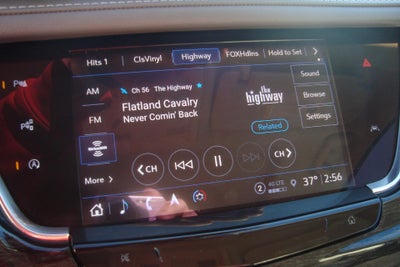 Hits 1 ClsVinyl Highway FOXHdlns Hold to Set
AM
Ch 56 The Highway
Sound
Flatland Cavalry
Never Comin' Back
the highway
Browse
FM
Related
Settings
SiriusXM
CH
CH
More
2 4G LTE 37° 2:56